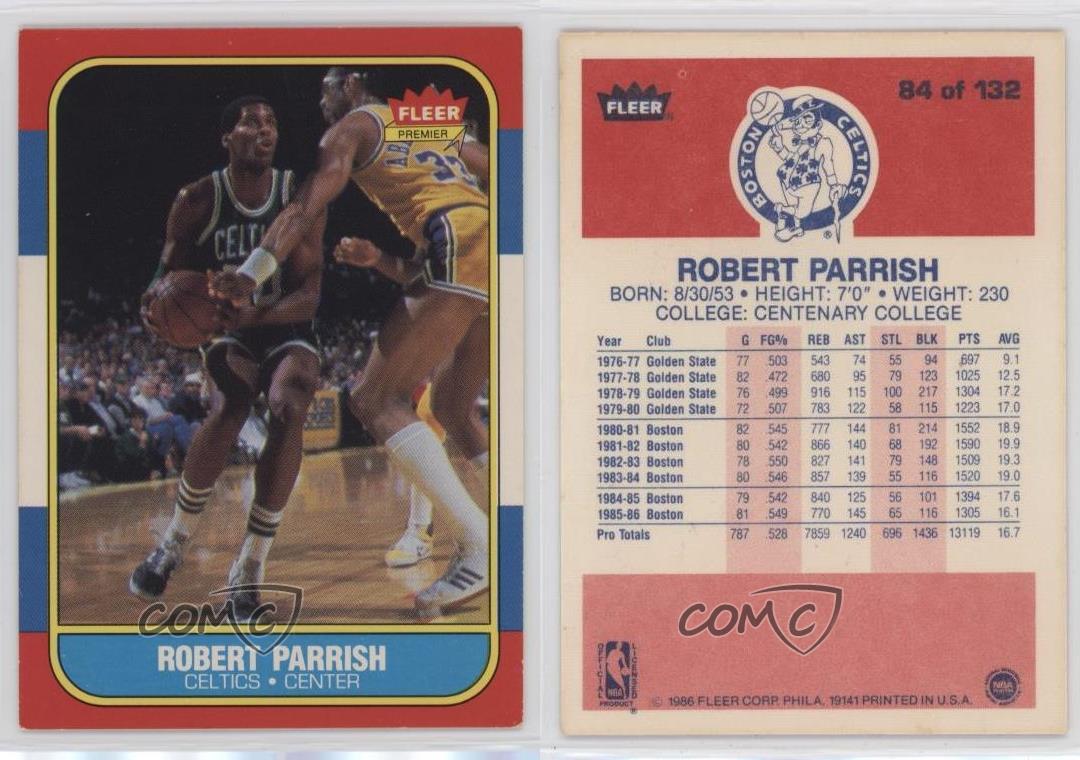 FLEER
PREMIER
CELTI
ROBERT PARRISH
CELTICS • CENTER
COMC
FLEER®
84 of 132
BOSTON CELTICS
®
ROBERT PARRISH
BORN: 8/30/53 • HEIGHT: 7'0" • WEIGHT: 230
COLLEGE: CENTENARY COLLEGE
Year Club G FG% REB AST STL BLK PTS AVG
1976-77 Golden State 77 .503 543 74 55 94 697 9.1
1977-78 Golden State 82 .472 680 95 79 123 1025 12.5
1978-79 Golden State 76 .499 916 115 100 217 1304 17.2
1979-80 Golden State 72 .507 783 122 58 115 1223 17.0
1980-81 Boston 82 .545 777 144 81 214 1552 18.9
1981-82 Boston 80 .542 866 140 68 192 1590 19.9
1982-83 Boston 78 .550 827 141 79 148 1509 19.3
1983-84 Boston 80 .546 857 139 55 116 1520 19.0
1984-85 Boston 79 .542 840 125 56 101 1394 17.6
1985-86 Boston 81 .549 770 145 65 116 1305 16.1
Pro Totals 787 .528 7859 1240 696 1436 13119 16.7
COMC
OFFICIAL LICENSED
NBA
PRODUCT
®
© 1986 FLEER CORP. PHILA. 19141 PRINTED IN U.S.A.
NBA